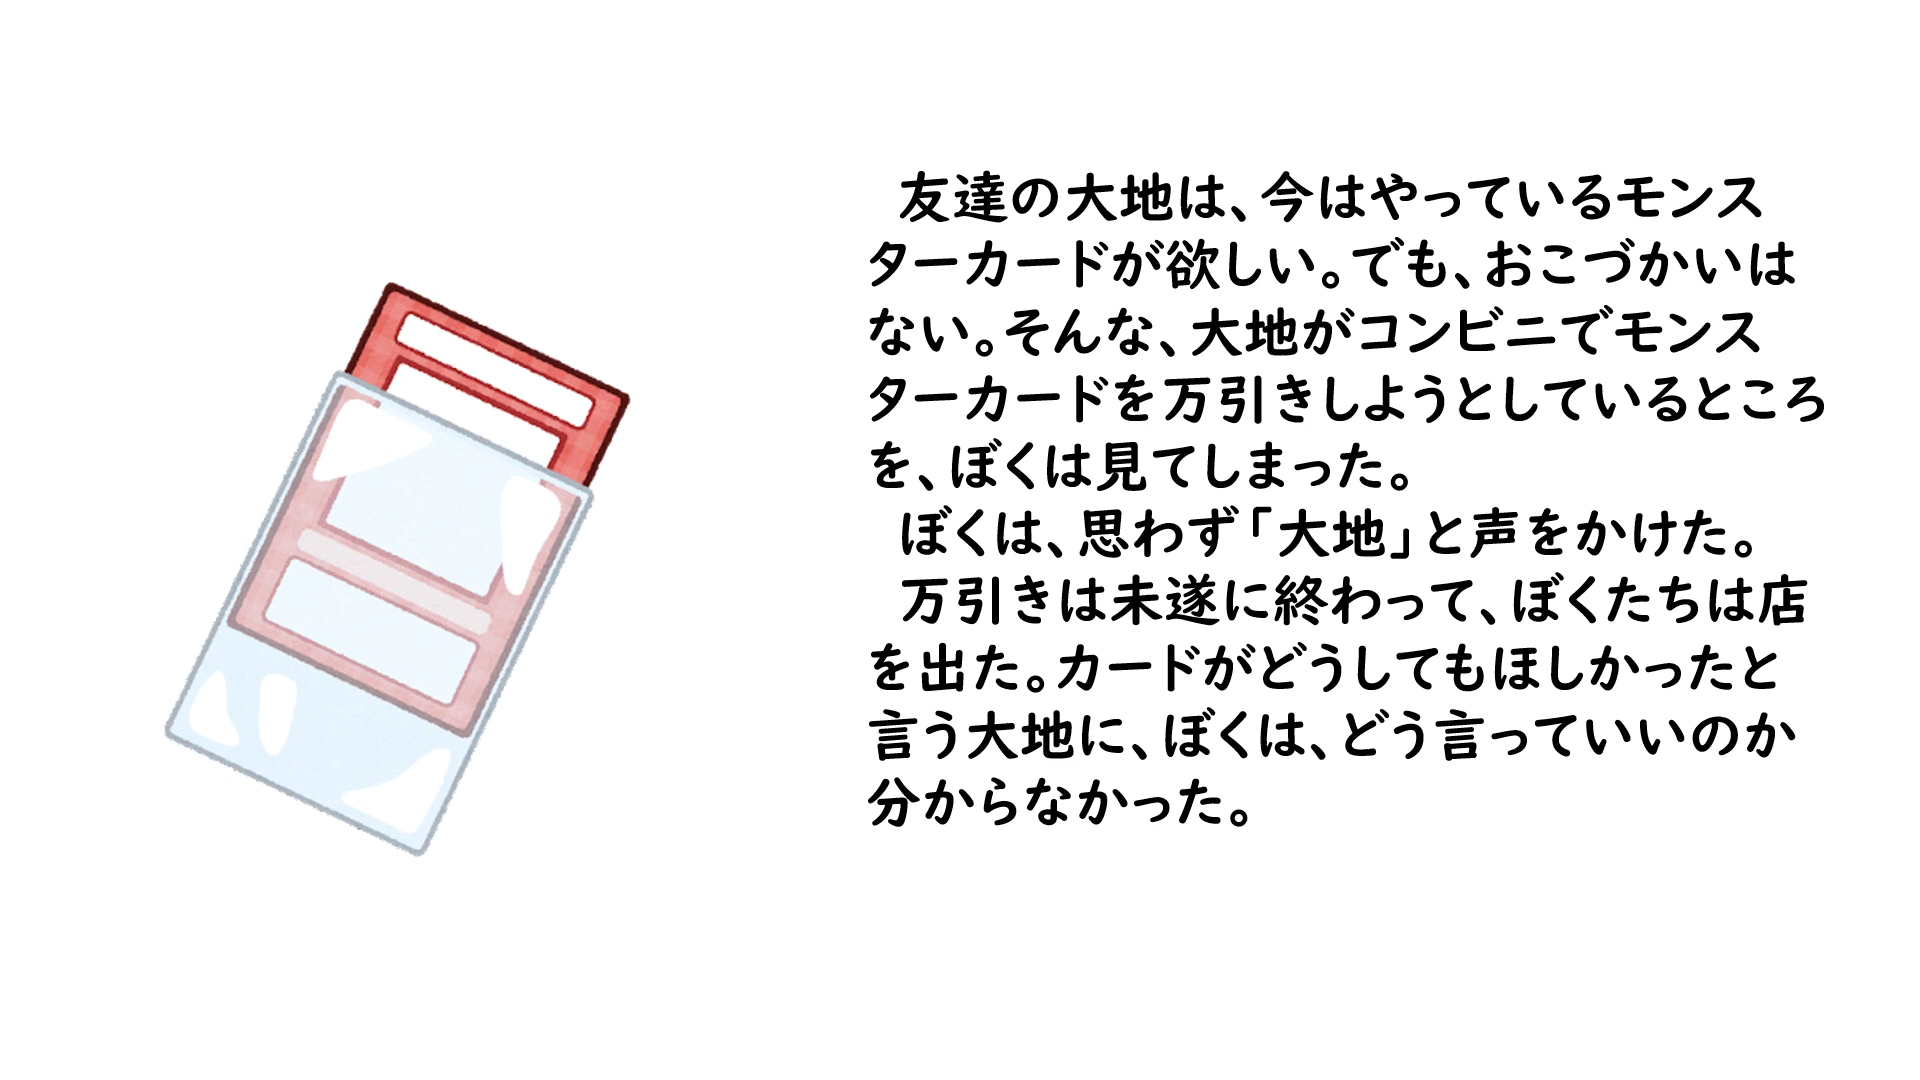 友達の大地は、今はやっているモンス
ターカードが欲しい。でも、おこづかいは
ない。そんな、大地がコンビニでモンス
ターカードを万引きしようとしているところ
を、ぼくは見てしまった。
ぼくは、思わず「大地」と声をかけた。
万引きは未遂に終わって、ぼくたちは店
を出た。カードがどうしてもほしかったと
言う大地に、ぼくは、どう言っていいのか
分からなかった。